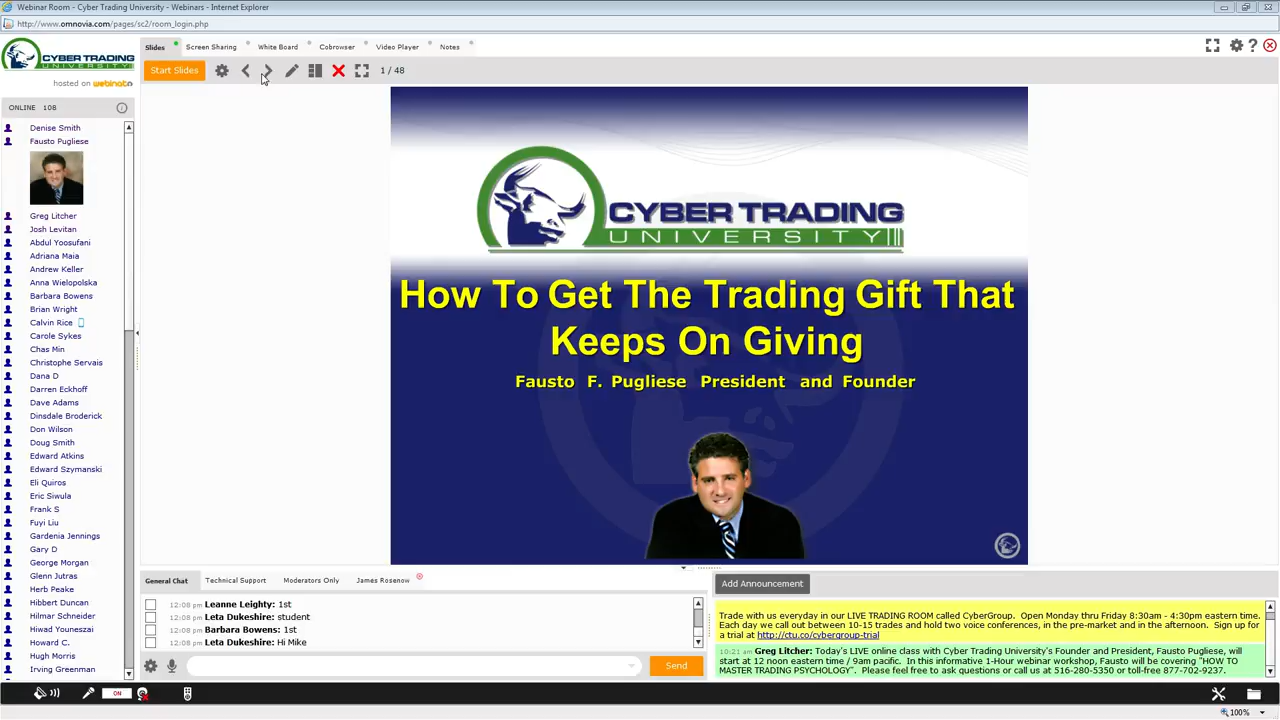 Webinar Room - Cyber Trading University - Webinars - Internet Explorer
http://www.omnovia.com/pages/sc2/room_login.php
CYBER TRADING
UNIVERSITY
hosted on webinato
Slides
Screen Sharing
White Board
Cobrowser
Video Player
Notes
Start Slides
1 / 48
ONLINE 108
Denise Smith
Fausto Pugliese
Greg Litcher
Josh Levitan
Abdul Yoosufani
Adriana Maia
Andrew Keller
Anna Wielopolska
Barbara Bowens
Brian Wright
Calvin Rice
Carole Sykes
Chas Min
Christophe Servais
Dana D
Darren Eckhoff
Dave Adams
Dinsdale Broderick
Don Wilson
Doug Smith
Edward Atkins
Edward Szymanski
Eli Quiros
Eric Siwula
Frank S
Fuyi Liu
Gardenia Jennings
Gary D
George Morgan
Glenn Jutras
Herb Peake
Hibbert Duncan
Hilmar Schneider
Hiwad Youneszai
Howard C.
Hugh Morris
Irving Greenman
CYBER TRADING
UNIVERSITY
How To Get The Trading Gift That
Keeps On Giving
Fausto F. Pugliese President and Founder
General Chat
Technical Support
Moderators Only
James Rosenow
12:08 pm Leanne Leighty: 1st
12:08 pm Leta Dukeshire: student
12:08 pm Barbara Bowens: 1st
12:08 pm Leta Dukeshire: Hi Mike
Send
Add Announcement
Trade with us everyday in our LIVE TRADING ROOM called CyberGroup. Open Monday thru Friday 8:30am - 4:30pm eastern time.
Each day we call out between 10-15 trades and hold two voice conferences, in the pre-market and in the afternoon. Sign up for
a trial at http://ctu.co/cybergroup-trial
10:21 am Greg Litcher: Today's LIVE online class with Cyber Trading University's Founder and President, Fausto Pugliese, will
start at 12 noon eastern time / 9am pacific. In this informative 1-Hour webinar workshop, Fausto will be covering "HOW TO
MASTER TRADING PSYCHOLOGY". Please feel free to ask questions or call us at 516-280-5350 or toll-free 877-702-9237.
ON
100%